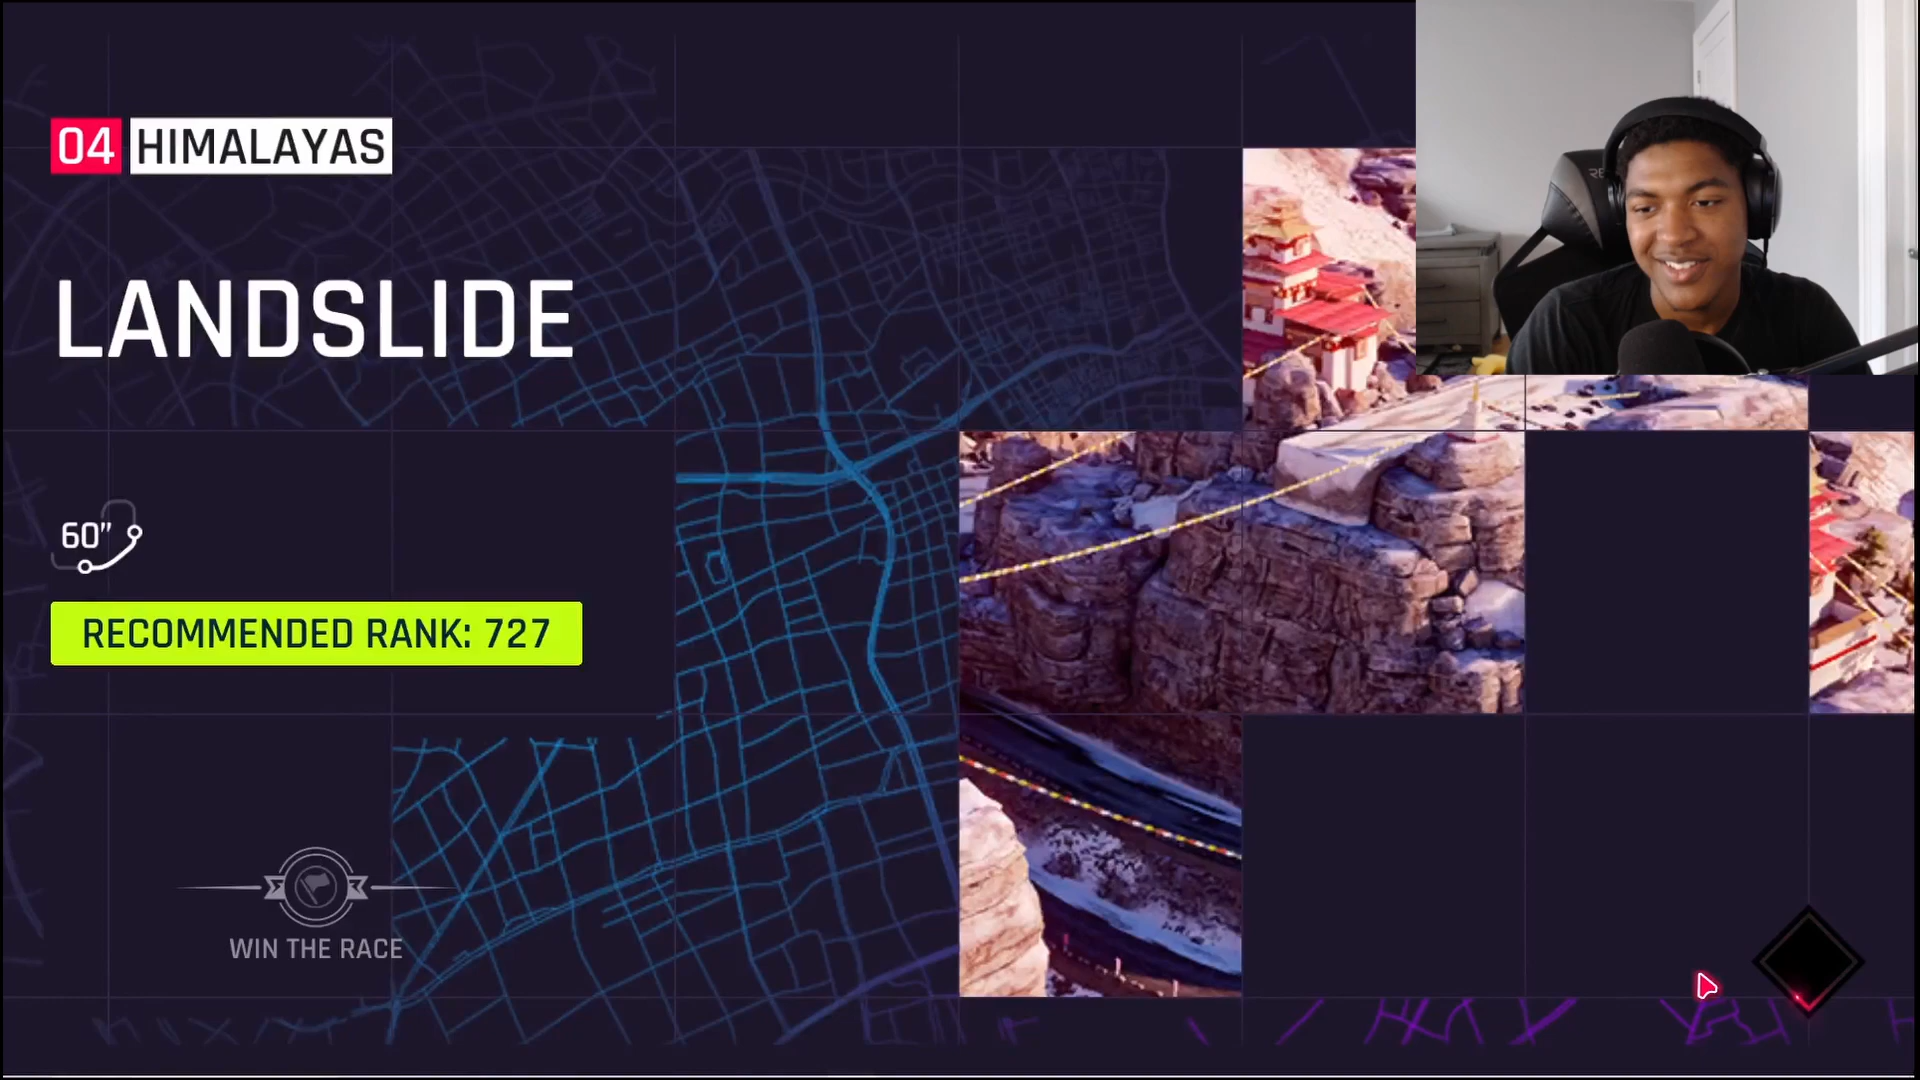 04 HIMALAYAS
LANDSLIDE
60"
RECOMMENDED RANK: 727
WIN THE RACE